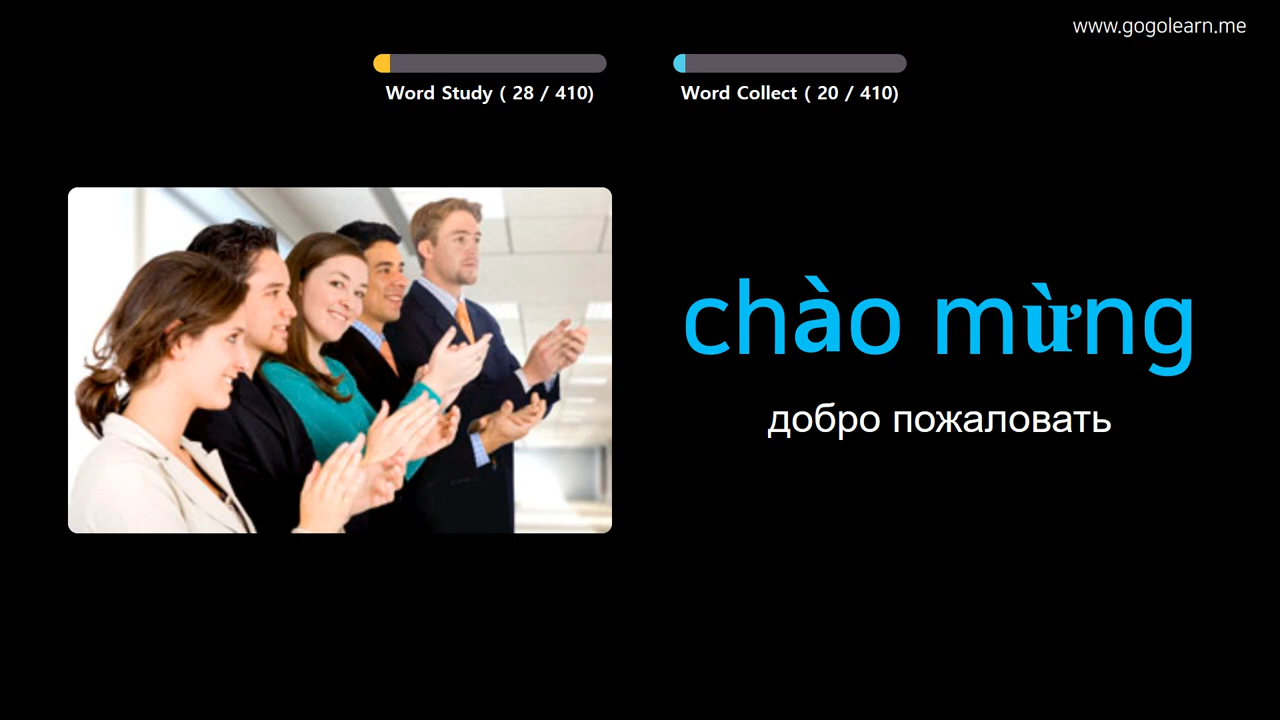 www.gogolearn.me
Word Study ( 28 / 410)
Word Collect ( 20 / 410)
chào mừng
добро пожаловать